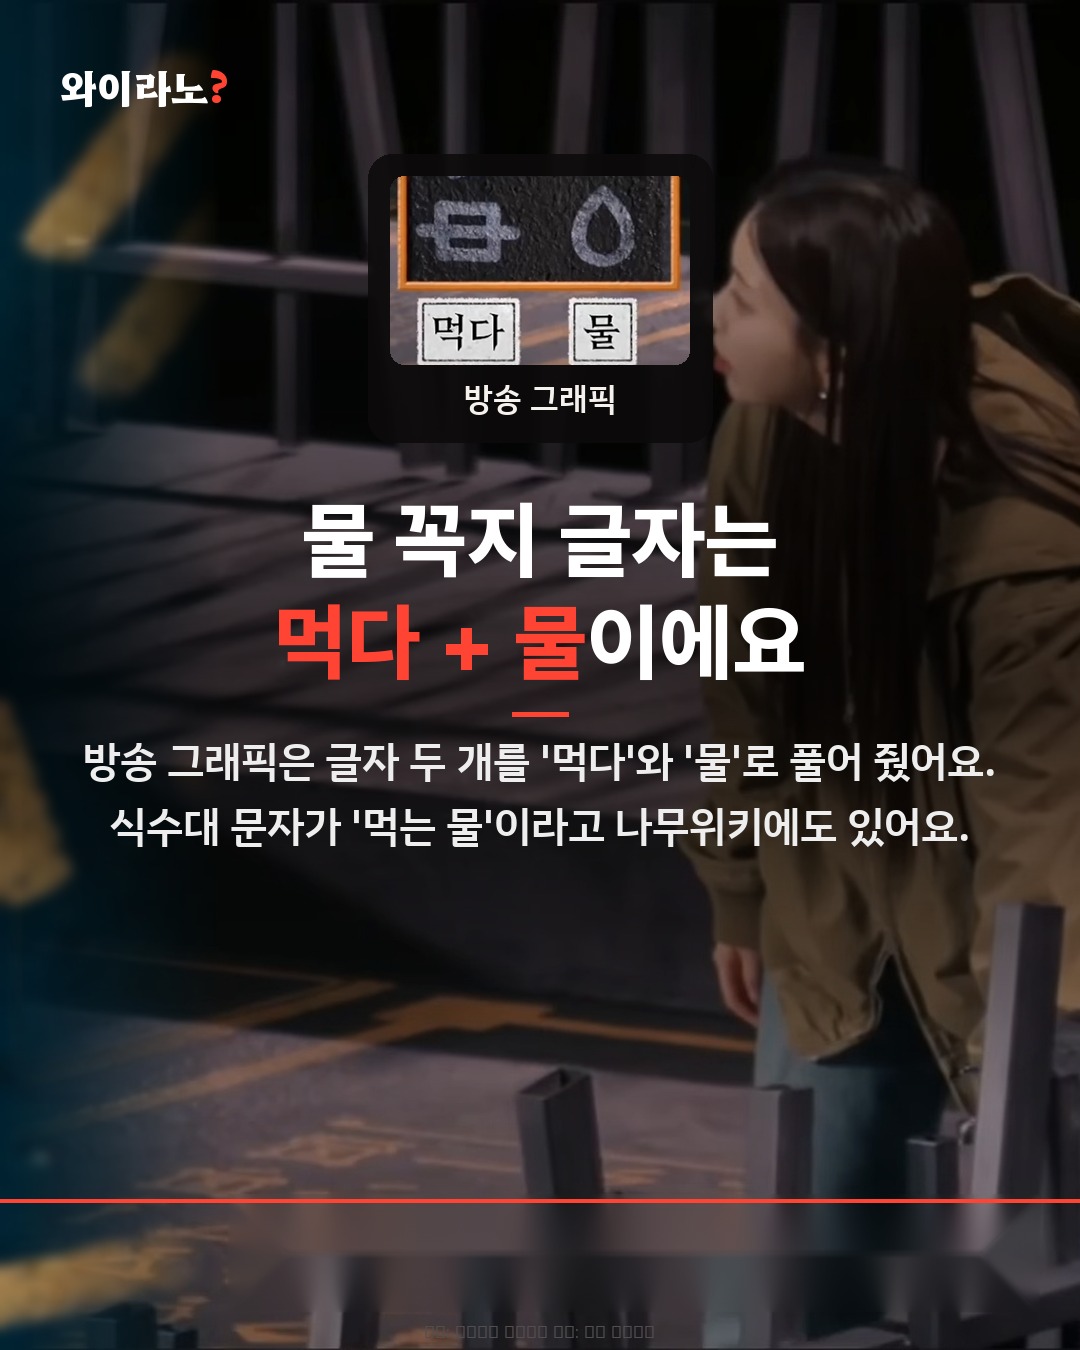 와이라노?
먹다 물
방송 그래픽
물 꼭지 글자는
먹다 + 물이에요
방송 그래픽은 글자 두 개를 '먹다'와 '물'로 풀어 줬어요.
식수대 문자가 '먹는 물'이라고 나무위키에도 있어요.